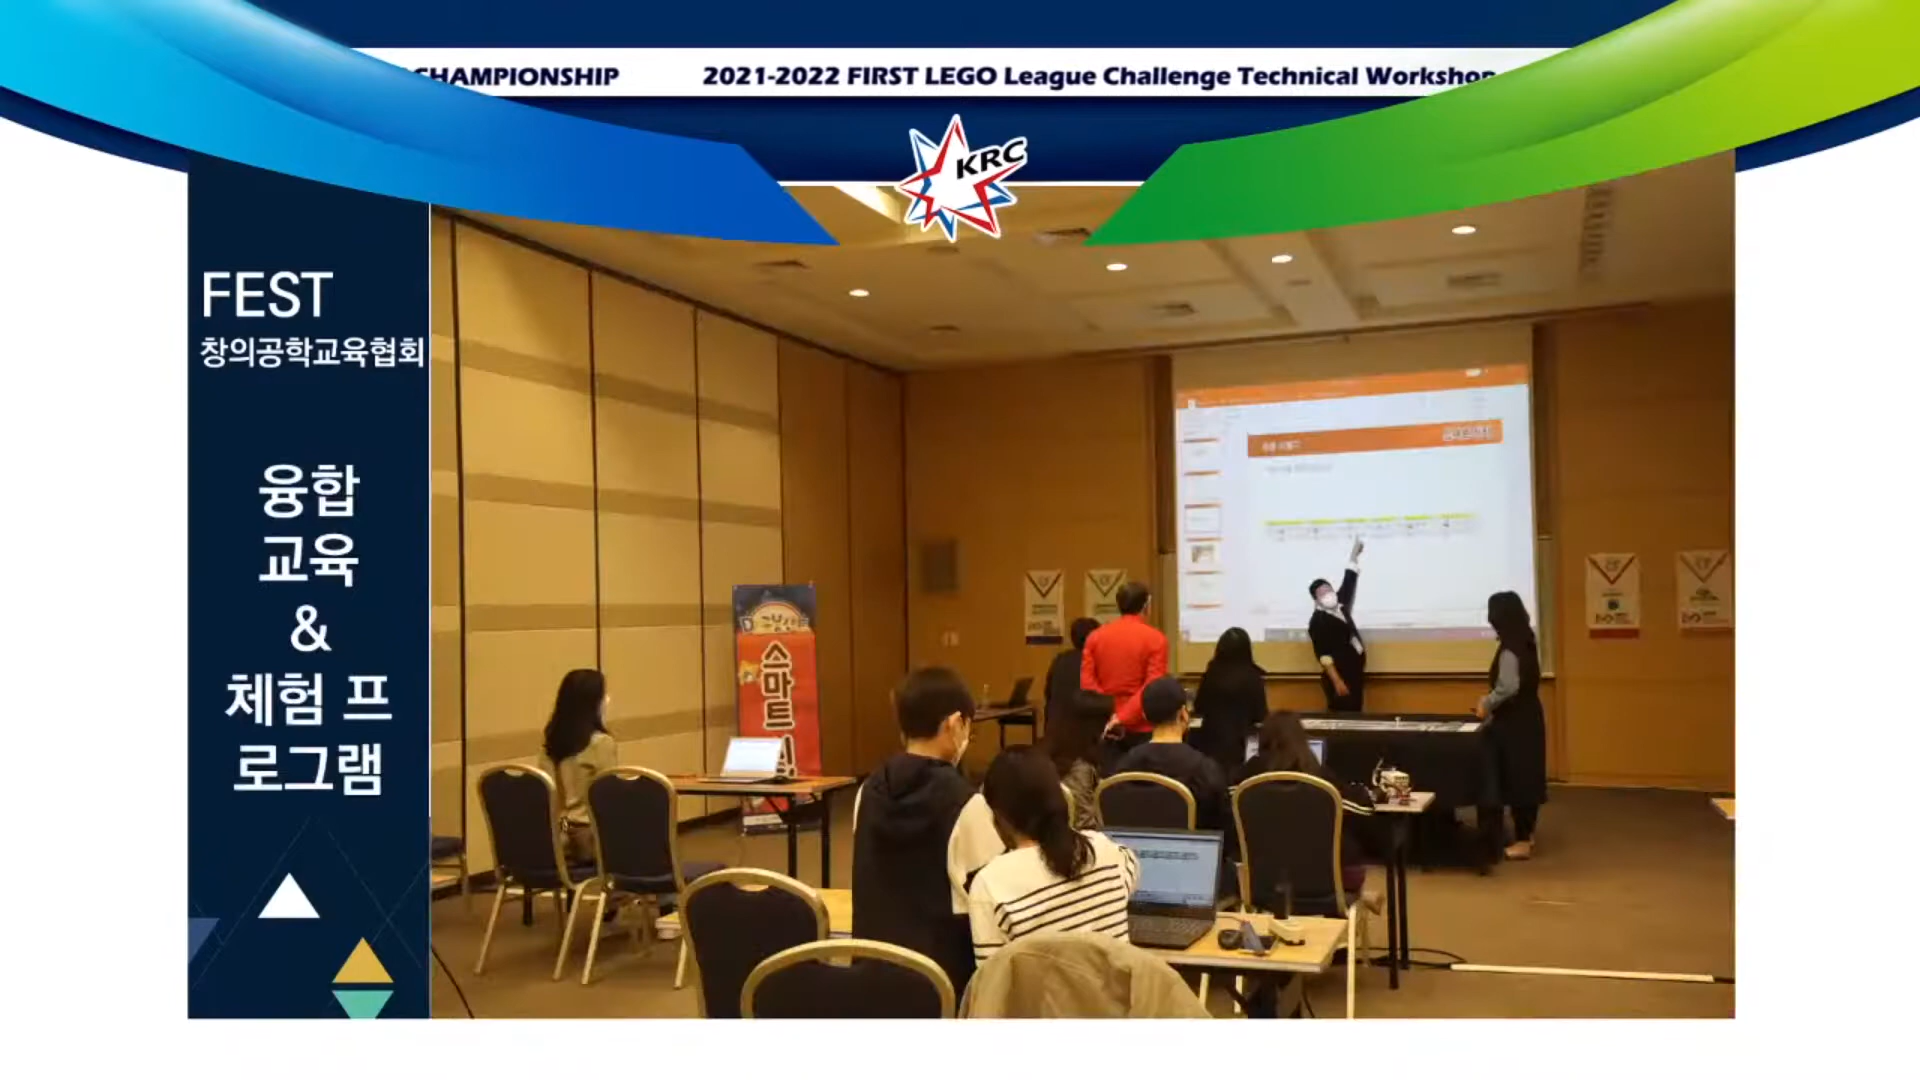 CHAMPIONSHIP
2021-2022 FIRST LEGO League Challenge Technical Workshop
KRC
FEST
창의공학교육협회
융합
교육
&
체험 프
로그램
스마트